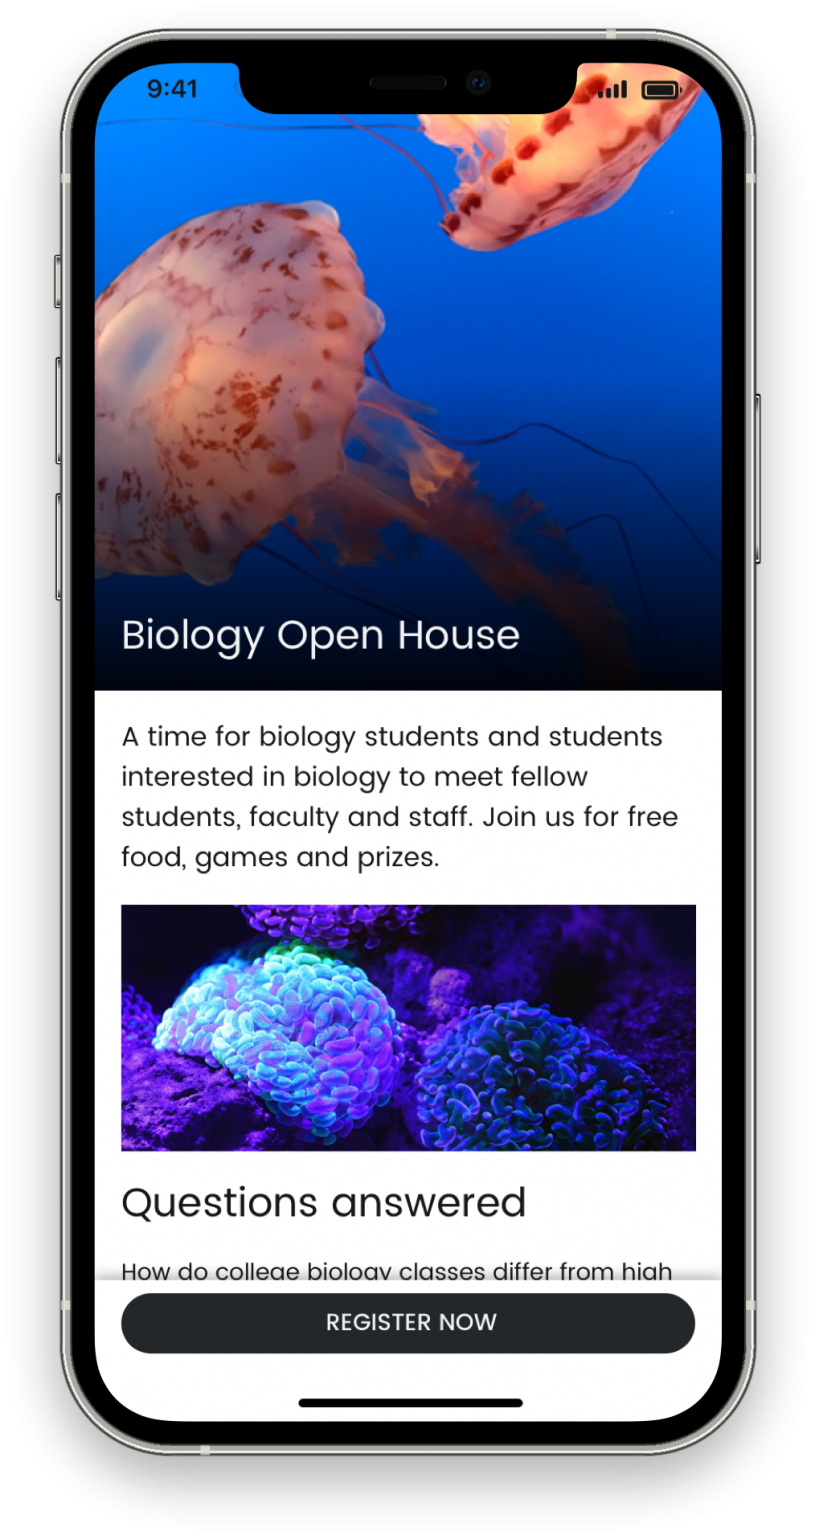 9:41
Biology Open House
A time for biology students and students
interested in biology to meet fellow
students, faculty and staff. Join us for free
food, games and prizes.
Questions answered
How do college biology classes differ from high
REGISTER NOW